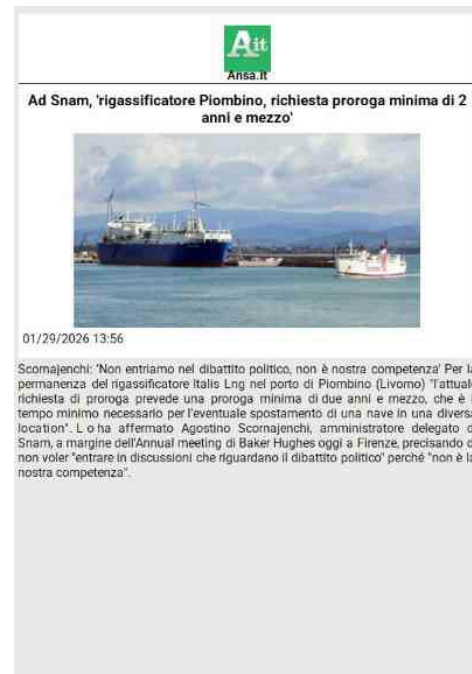 Ait
Ansa.it
Ad Snam, 'rigassificatore Piombino, richiesta proroga minima di 2
anni e mezzo'
01/29/2026 13:56
Scornajenchi: 'Non entriamo nel dibattito politico, non è nostra competenza' Per la
permanenza del rigassificatore Italis Lng nel porto di Piombino (Livorno) "l'attuale
richiesta di proroga prevede una proroga minima di due anni e mezzo, che è i
tempo minimo necessario per l'eventuale spostamento di una nave in una diversa
location". L o ha affermato Agostino Scornajenchi, amministratore delegato d
Snam, a margine dell'Annual meeting di Baker Hughes oggi a Firenze, precisando d
non voler "entrare in discussioni che riguardano il dibattito politico" perché "non è la
nostra competenza".